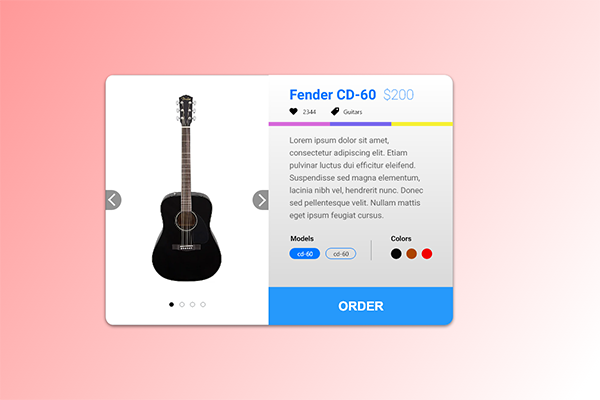 Fender CD-60 $200
2344 Guitars
Lorem ipsum dolor sit amet,
consectetur adipiscing elit. Etiam
pulvinar luctus dui efficitur eleifend.
Suspendisse sed magna elementum,
lacinia nibh vel, hendrerit nunc. Donec
sed pellentesque velit. Nullam mattis
eget ipsum feugiat cursus.
Models Colors
cd-60 cd-60
ORDER